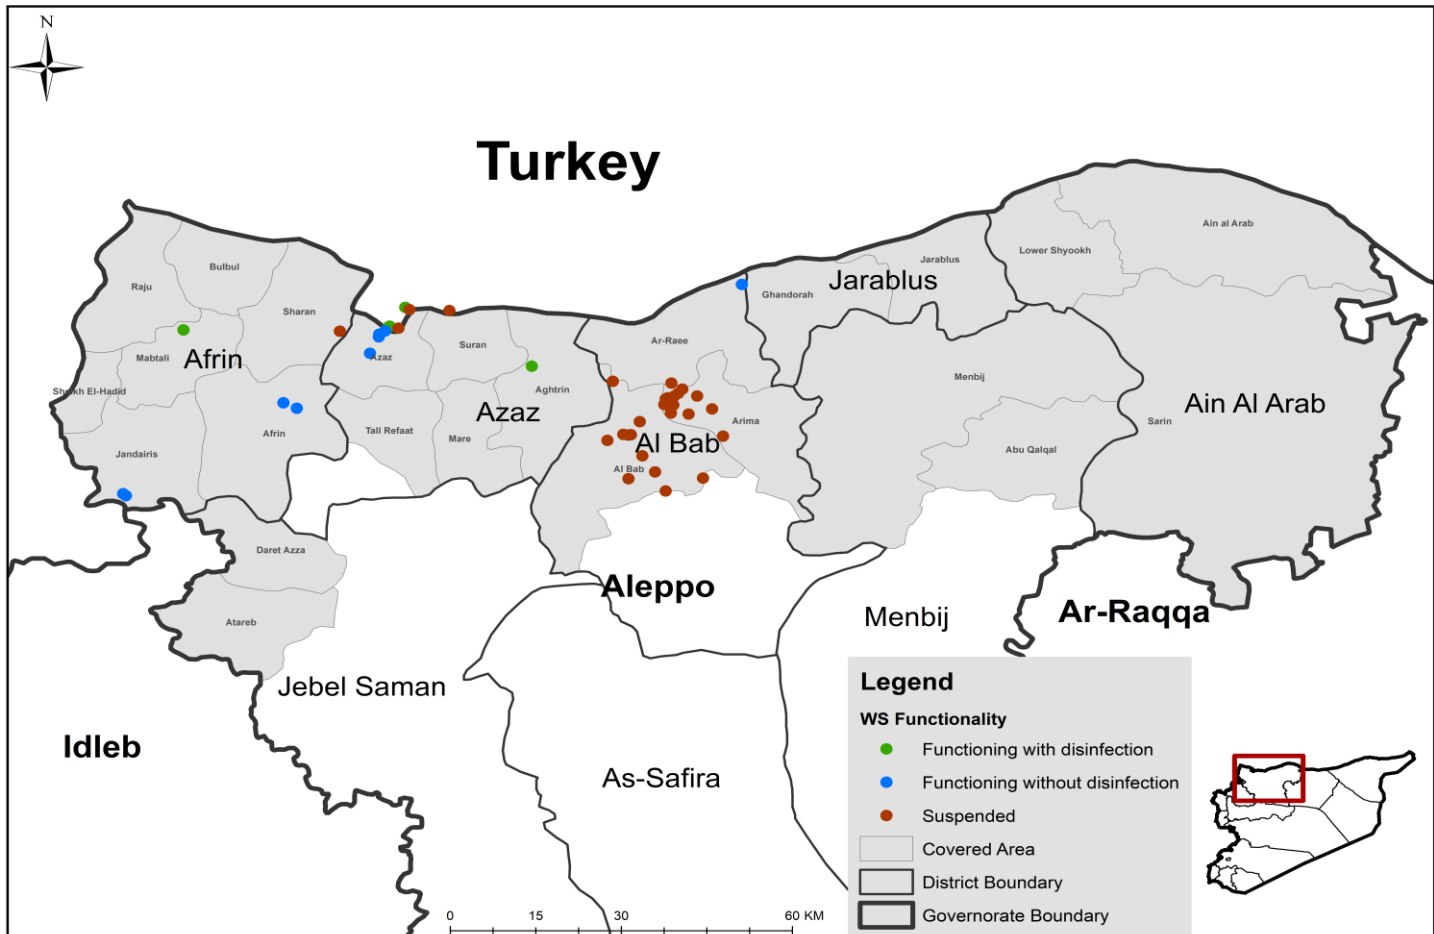 N
Turkey
Ain al Arab
Lower Shyookh
Jarablus
Bulbul
Jarablus
Raju
Ghandorah
Sharan
Ar-Raee
Suran
Azaz
Mabtali
Afrin
Menbij
Sheikh El-Hadid
Aghtrin
Ain Al Arab
Azaz
Arima
Sarin
Afrin
Tall Refaat
Mare
Al Bab
Abu Qalqal
Jandairis
Al Bab
Daret Azza
Aleppo
Menbij
Ar-Raqqa
Atareb
Jebel Saman
Idleb
As-Safira
Legend
WS Functionality
Functioning with disinfection
Functioning without disinfection
Suspended
Covered Area
District Boundary
Governorate Boundary
0 15 30 60 KM